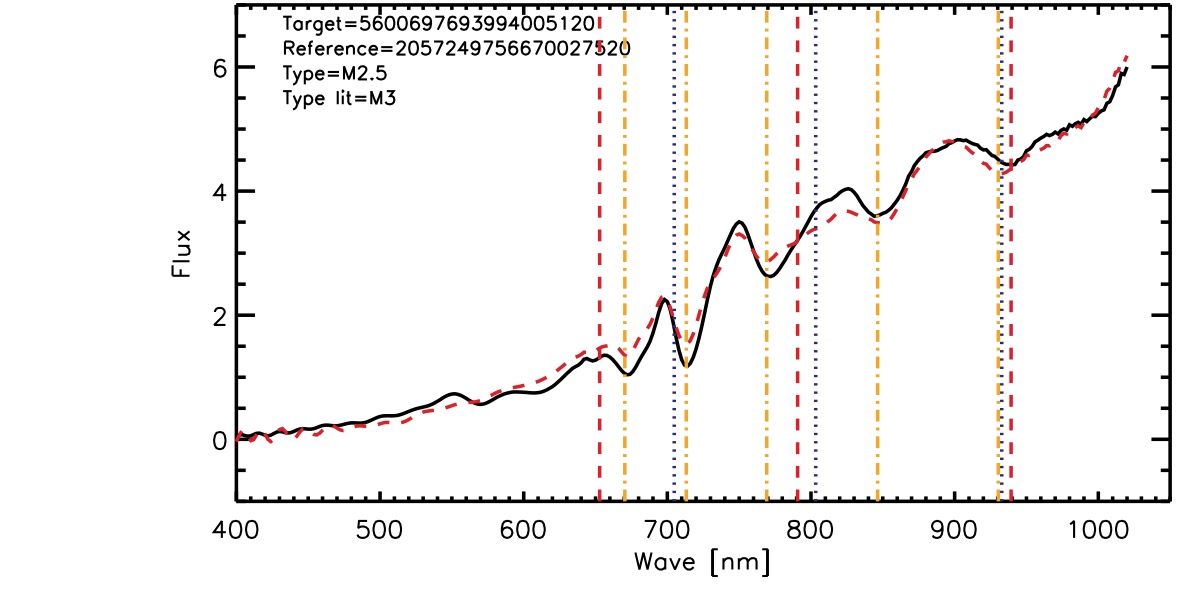 Target=5600697693994005120
Reference=2057249756670027520
Type=M2.5
Type lit=M3
6
4
2
0
Flux
400 500 600 700 800 900 1000
Wave [nm]